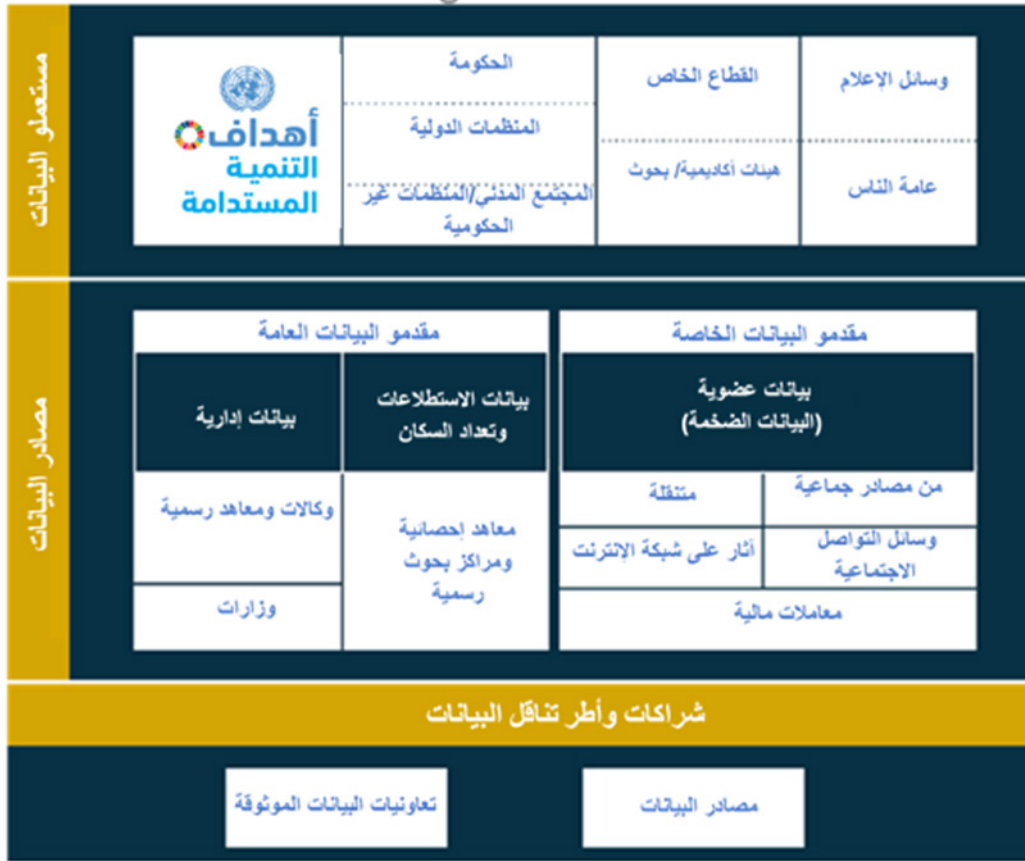 مستعملو البيانات
وسائل الإعلام
القطاع الخاص
الحكومة
أهداف
التنمية
المستدامة
المنظمات الدولية
عامة الناس
هيئات أكاديمية/ بحوث
المجتمع المدني/المنظمات غير
الحكومية
مصادر البيانات
مقدمو البيانات الخاصة
مقدمو البيانات العامة
بيانات عضوية
(البيانات الضخمة)
بيانات الاستطلاعات
وتعداد السكان
بيانات إدارية
من مصادر جماعية
متنقلة
وسائل التواصل
الاجتماعية
أثار على شبكة الإنترنت
معاملات مالية
معاهد إحصائية
ومراكز بحوث
رسمية
وكالات ومعاهد رسمية
وزارات
شراكات وأطر تناقل البيانات
مصادر البيانات
تعاونيات البيانات الموثوقة